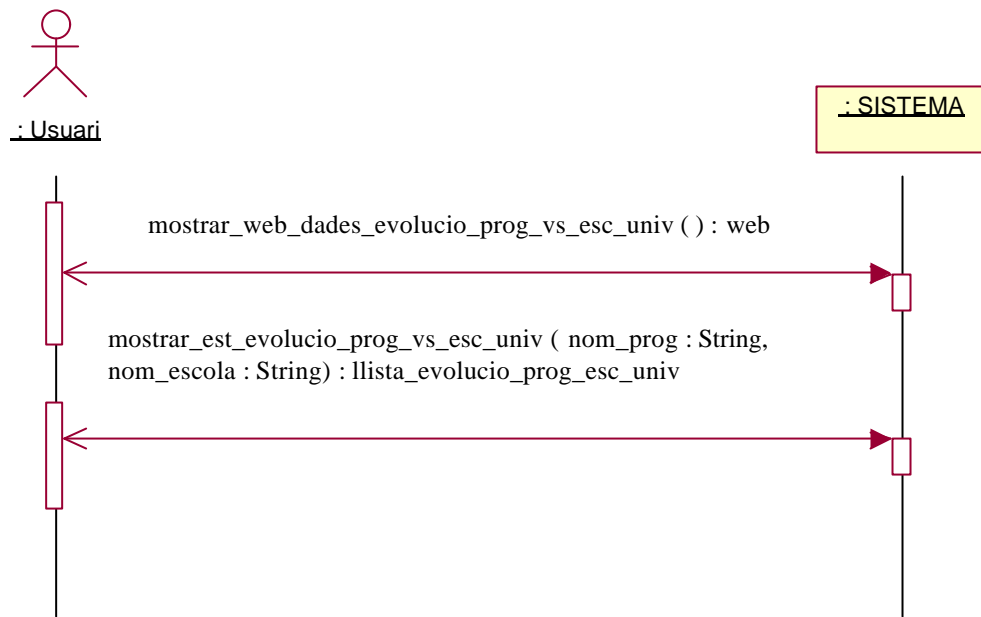 : Usuari
: SISTEMA
mostrar_web_dades_evolucio_prog_vs_esc_univ ( ) : web
mostrar_est_evolucio_prog_vs_esc_univ ( nom_prog : String,
nom_escola : String) : llista_evolucio_prog_esc_univ